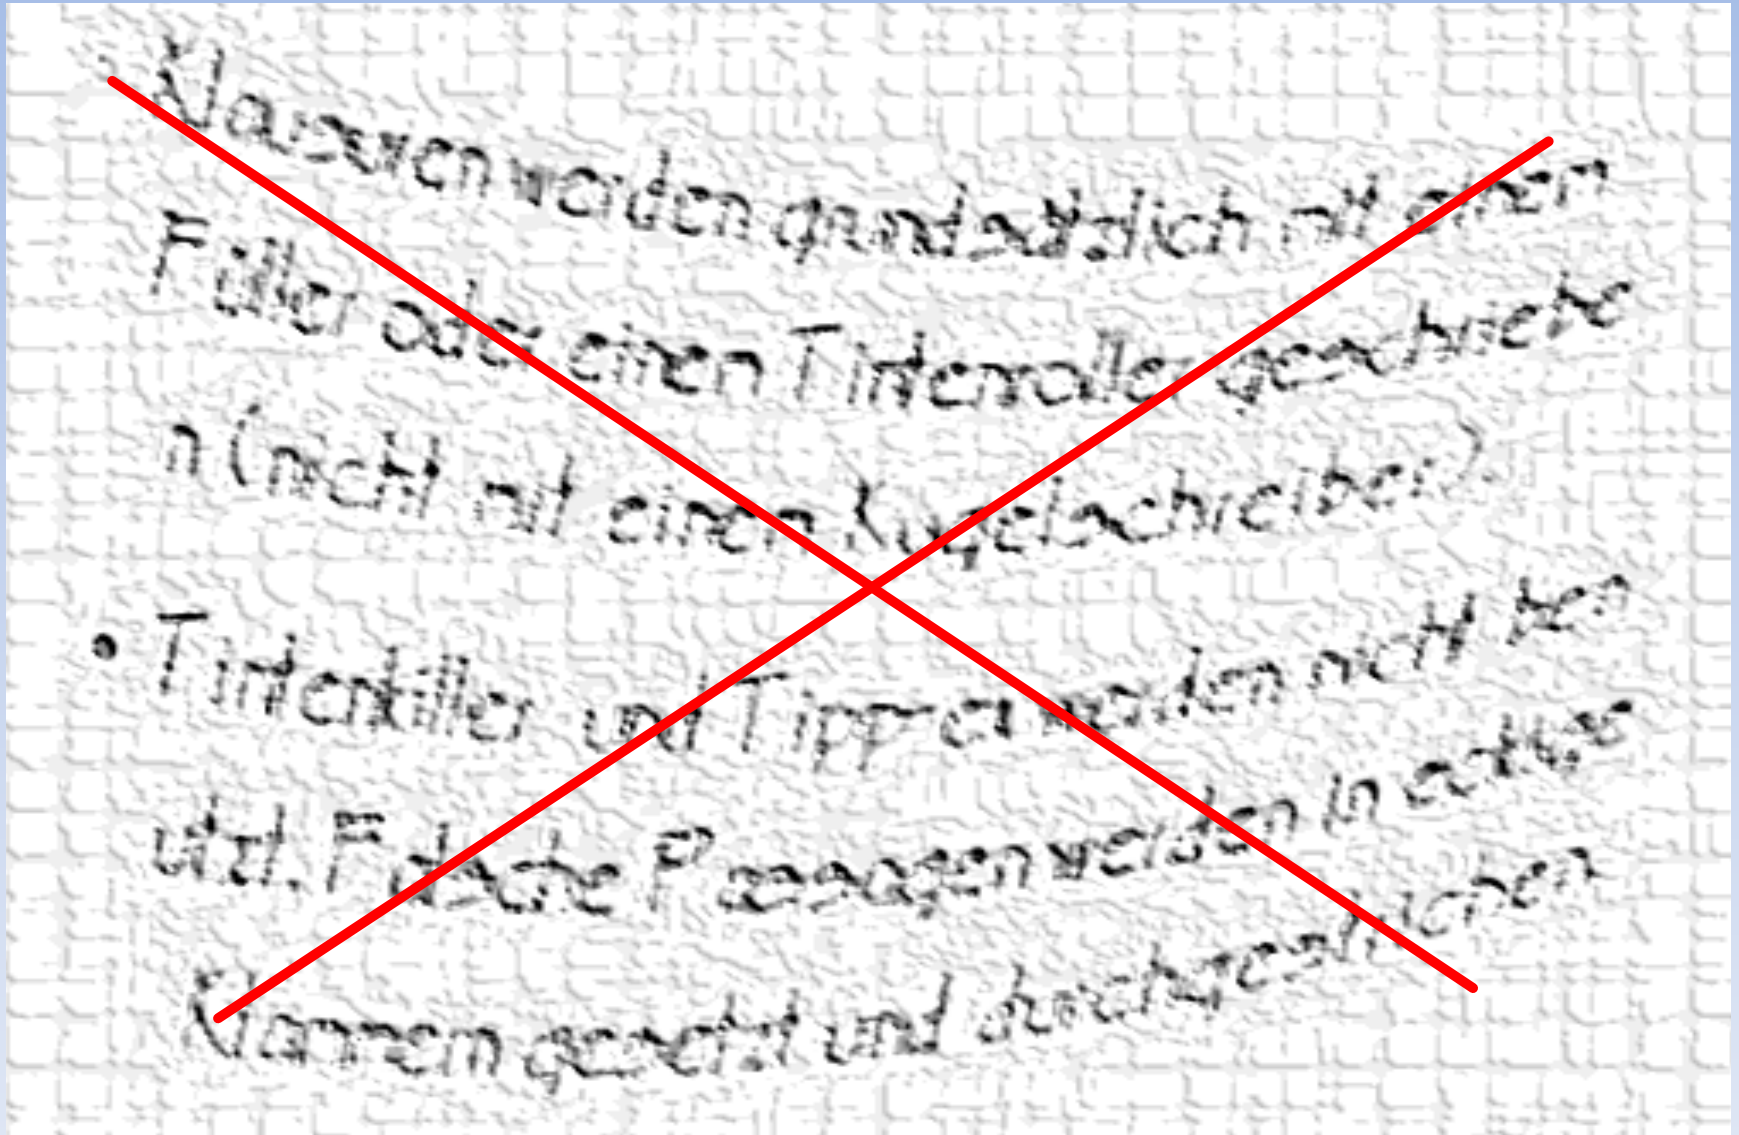 Klausuren werden grundsätzlich mit einem
Füller oder einen Tintenroller geschriebe
n (nicht mit einem Kugelschreiber)
• Tintenkiller und Tipp-ex werden nicht ben
utzt. Falsche Passagen werden in eckige
Klammern gesetzt und durchgestrichen